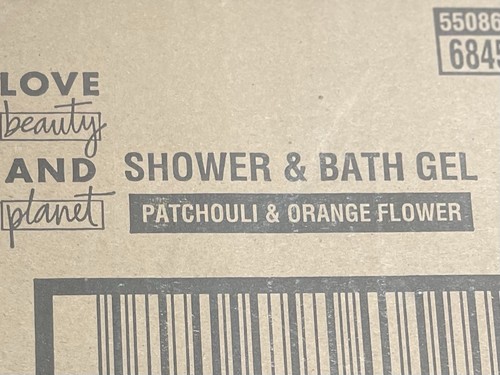 55086
6845
LOVE
beauty
AND
planet
SHOWER & BATH GEL
PATCHOULI & ORANGE FLOWER